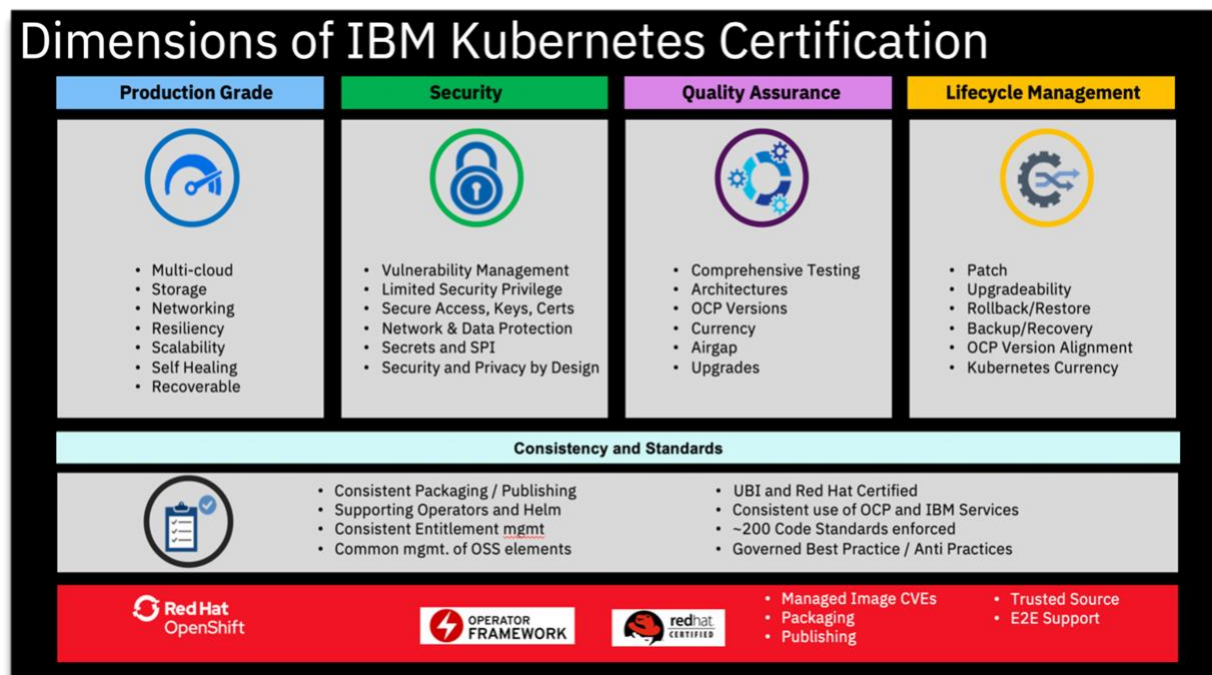 Dimensions of IBM Kubernetes Certification
Production Grade
• Multi-cloud
• Storage
• Networking
• Resiliency
• Scalability
• Self Healing
• Recoverable
Security
• Vulnerability Management
• Limited Security Privilege
• Secure Access, Keys, Certs
• Network & Data Protection
• Secrets and SPI
• Security and Privacy by Design
Quality Assurance
• Comprehensive Testing
• Architectures
• OCP Versions
• Currency
• Airgap
• Upgrades
Lifecycle Management
• Patch
• Upgradeability
• Rollback/Restore
• Backup/Recovery
• OCP Version Alignment
• Kubernetes Currency
Consistency and Standards
• Consistent Packaging / Publishing
• Supporting Operators and Helm
• Consistent Entitlement mgmt
• Common mgmt. of OSS elements
• UBI and Red Hat Certified
• Consistent use of OCP and IBM Services
• ~200 Code Standards enforced
• Governed Best Practice / Anti Practices
Red Hat
OpenShift
OPERATOR
FRAMEWORK
redhat
CERTIFIED
• Managed Image CVEs
• Packaging
• Publishing
• Trusted Source
• E2E Support